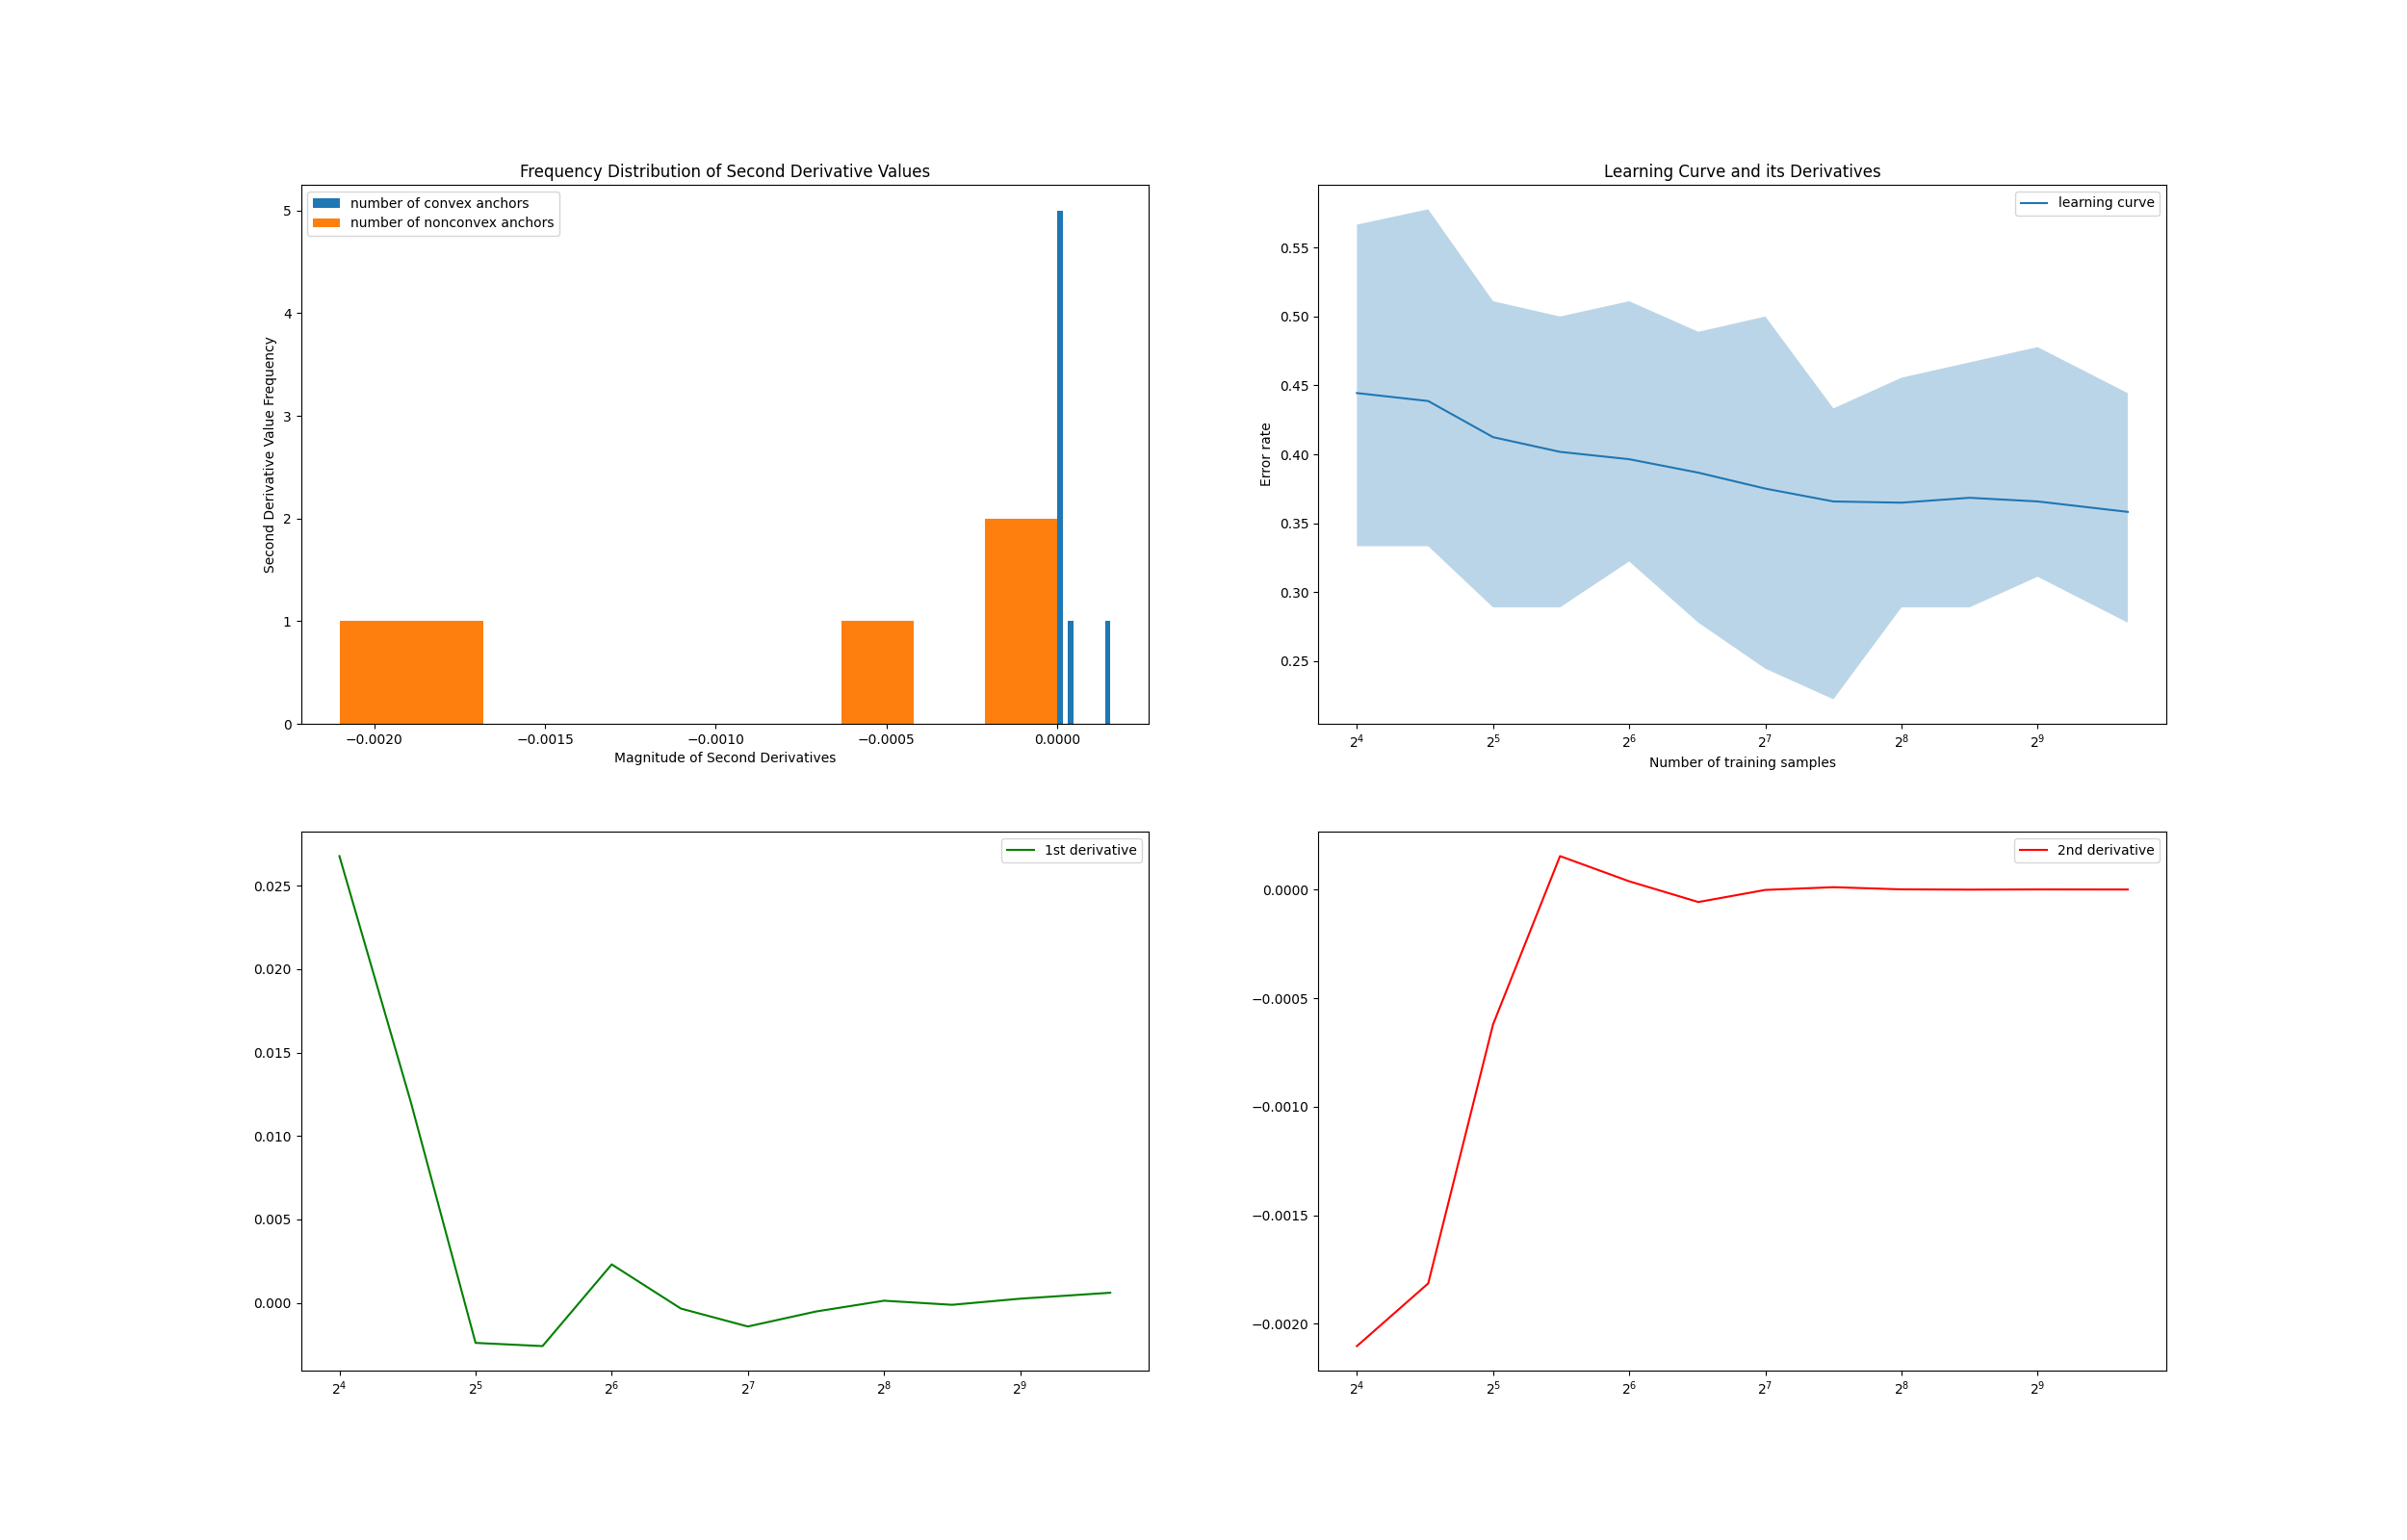 Frequency Distribution of Second Derivative Values
number of convex anchors
number of nonconvex anchors
Second Derivative Value Frequency
5
4
3
2
1
0
−0.0020 −0.0015 −0.0010 −0.0005 0.0000
Magnitude of Second Derivatives
Learning Curve and its Derivatives
learning curve
Error rate
0.55
0.50
0.45
0.40
0.35
0.30
0.25
2⁴ 2⁵ 2⁶ 2⁷ 2⁸ 2⁹
Number of training samples
1st derivative
0.025
0.020
0.015
0.010
0.005
0.000
2⁴ 2⁵ 2⁶ 2⁷ 2⁸ 2⁹
2nd derivative
0.0000
−0.0005
−0.0010
−0.0015
−0.0020
2⁴ 2⁵ 2⁶ 2⁷ 2⁸ 2⁹